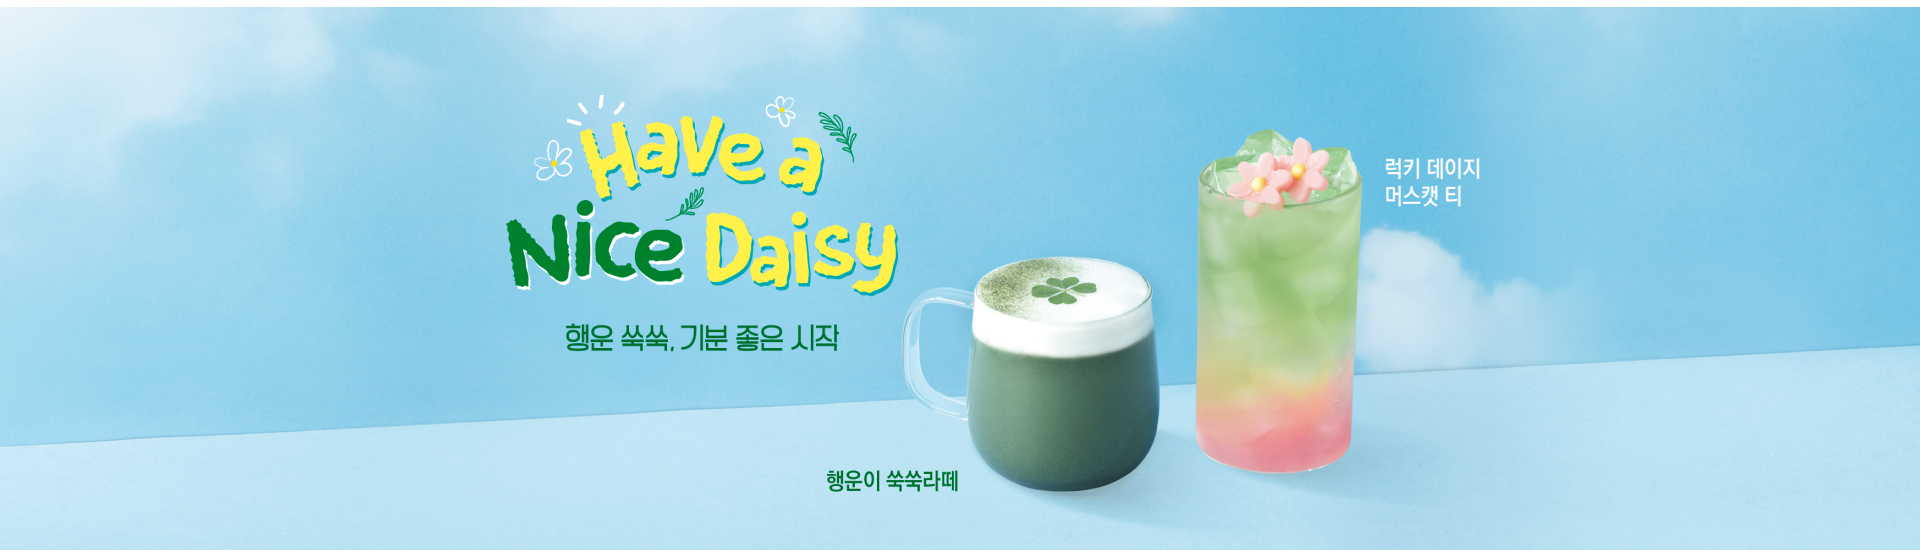 Have a
Nice Daisy
행운 쑥쑥, 기분 좋은 시작
럭키 데이지
머스캣 티
행운이 쑥쑥라떼